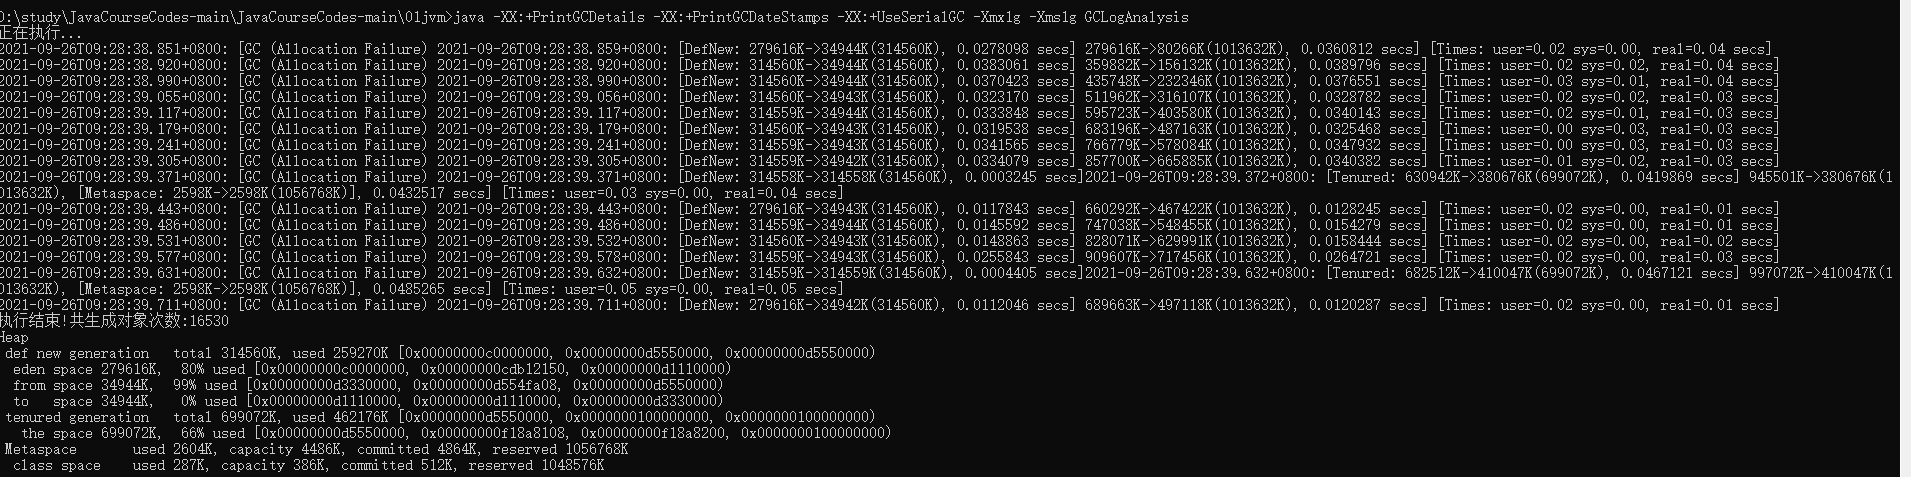 D:\study\JavaCourseCodes-main\JavaCourseCodes-main\01jvm>java -XX:+PrintGCDetails -XX:+PrintGCDateStamps -XX:+UseSerialGC -Xmx1g -Xms1g GCLogAnalysis
正在执行...
2021-09-26T09:28:38.851+0800: [GC (Allocation Failure) 2021-09-26T09:28:38.859+0800: [DefNew: 279616K->34944K(314560K), 0.0278098 secs] 279616K->80266K(1013632K), 0.0360812 secs] [Times: user=0.02 sys=0.00, real=0.04 secs]
2021-09-26T09:28:38.920+0800: [GC (Allocation Failure) 2021-09-26T09:28:38.920+0800: [DefNew: 314560K->34944K(314560K), 0.0383061 secs] 359882K->156132K(1013632K), 0.0389796 secs] [Times: user=0.02 sys=0.02, real=0.04 secs]
2021-09-26T09:28:38.990+0800: [GC (Allocation Failure) 2021-09-26T09:28:38.990+0800: [DefNew: 314560K->34944K(314560K), 0.0370423 secs] 435748K->232346K(1013632K), 0.0376551 secs] [Times: user=0.03 sys=0.01, real=0.04 secs]
2021-09-26T09:28:39.055+0800: [GC (Allocation Failure) 2021-09-26T09:28:39.056+0800: [DefNew: 314560K->34943K(314560K), 0.0323170 secs] 511962K->316107K(1013632K), 0.0328782 secs] [Times: user=0.02 sys=0.02, real=0.03 secs]
2021-09-26T09:28:39.117+0800: [GC (Allocation Failure) 2021-09-26T09:28:39.117+0800: [DefNew: 314559K->34944K(314560K), 0.0333848 secs] 595723K->403580K(1013632K), 0.0340143 secs] [Times: user=0.02 sys=0.01, real=0.03 secs]
2021-09-26T09:28:39.179+0800: [GC (Allocation Failure) 2021-09-26T09:28:39.179+0800: [DefNew: 314560K->34943K(314560K), 0.0319538 secs] 683196K->487163K(1013632K), 0.0325468 secs] [Times: user=0.00 sys=0.03, real=0.03 secs]
2021-09-26T09:28:39.241+0800: [GC (Allocation Failure) 2021-09-26T09:28:39.241+0800: [DefNew: 314559K->34943K(314560K), 0.0341565 secs] 766779K->578084K(1013632K), 0.0347932 secs] [Times: user=0.00 sys=0.03, real=0.03 secs]
2021-09-26T09:28:39.305+0800: [GC (Allocation Failure) 2021-09-26T09:28:39.305+0800: [DefNew: 314559K->34942K(314560K), 0.0334079 secs] 857700K->665885K(1013632K), 0.0340382 secs] [Times: user=0.01 sys=0.02, real=0.03 secs]
2021-09-26T09:28:39.371+0800: [GC (Allocation Failure) 2021-09-26T09:28:39.371+0800: [DefNew: 314558K->314558K(314560K), 0.0003245 secs]2021-09-26T09:28:39.372+0800: [Tenured: 630942K->380676K(699072K), 0.0419869 secs] 945501K->380676K(1
013632K), [Metaspace: 2598K->2598K(1056768K)], 0.0432517 secs] [Times: user=0.03 sys=0.00, real=0.04 secs]
2021-09-26T09:28:39.443+0800: [GC (Allocation Failure) 2021-09-26T09:28:39.443+0800: [DefNew: 279616K->34943K(314560K), 0.0117843 secs] 660292K->467422K(1013632K), 0.0128245 secs] [Times: user=0.02 sys=0.00, real=0.01 secs]
2021-09-26T09:28:39.486+0800: [GC (Allocation Failure) 2021-09-26T09:28:39.486+0800: [DefNew: 314559K->34944K(314560K), 0.0145592 secs] 747038K->548455K(1013632K), 0.0154279 secs] [Times: user=0.02 sys=0.00, real=0.01 secs]
2021-09-26T09:28:39.531+0800: [GC (Allocation Failure) 2021-09-26T09:28:39.532+0800: [DefNew: 314560K->34943K(314560K), 0.0148863 secs] 828071K->629991K(1013632K), 0.0158444 secs] [Times: user=0.02 sys=0.00, real=0.02 secs]
2021-09-26T09:28:39.577+0800: [GC (Allocation Failure) 2021-09-26T09:28:39.578+0800: [DefNew: 314559K->34943K(314560K), 0.0255843 secs] 909607K->717456K(1013632K), 0.0264721 secs] [Times: user=0.02 sys=0.00, real=0.03 secs]
2021-09-26T09:28:39.631+0800: [GC (Allocation Failure) 2021-09-26T09:28:39.632+0800: [DefNew: 314559K->314559K(314560K), 0.0004405 secs]2021-09-26T09:28:39.632+0800: [Tenured: 682512K->410047K(699072K), 0.0467121 secs] 997072K->410047K(1
013632K), [Metaspace: 2598K->2598K(1056768K)], 0.0485265 secs] [Times: user=0.05 sys=0.00, real=0.05 secs]
2021-09-26T09:28:39.711+0800: [GC (Allocation Failure) 2021-09-26T09:28:39.711+0800: [DefNew: 279616K->34942K(314560K), 0.0112046 secs] 689663K->497118K(1013632K), 0.0120287 secs] [Times: user=0.02 sys=0.00, real=0.01 secs]
执行结束!共生成对象次数:16530
Heap
def new generation total 314560K, used 259270K [0x00000000c0000000, 0x00000000d5550000, 0x00000000d5550000)
eden space 279616K, 80% used [0x00000000c0000000, 0x00000000cdb12150, 0x00000000d1110000)
from space 34944K, 99% used [0x00000000d3330000, 0x00000000d554fa08, 0x00000000d5550000)
to space 34944K, 0% used [0x00000000d1110000, 0x00000000d1110000, 0x00000000d3330000)
tenured generation total 699072K, used 462176K [0x00000000d5550000, 0x0000000100000000, 0x0000000100000000)
the space 699072K, 66% used [0x00000000d5550000, 0x00000000f18a8108, 0x00000000f18a8200, 0x0000000100000000)
Metaspace used 2604K, capacity 4486K, committed 4864K, reserved 1056768K
class space used 287K, capacity 386K, committed 512K, reserved 1048576K